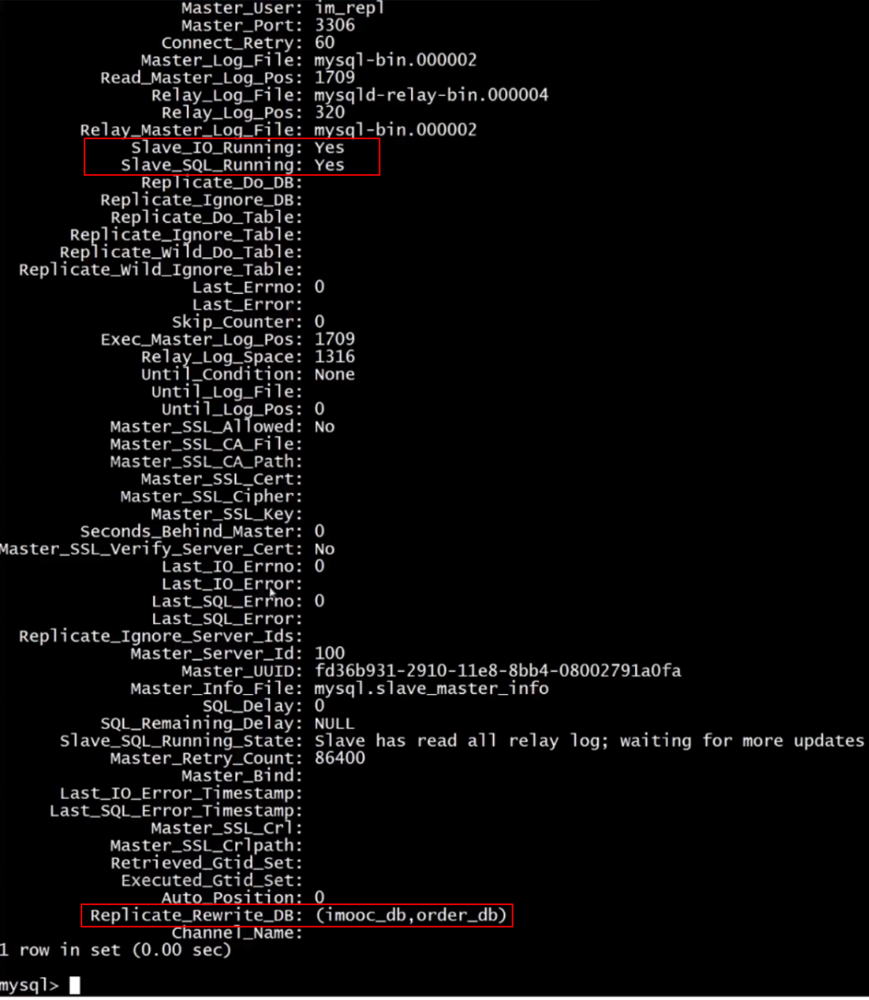 Master_User: im_repl
Master_Port: 3306
Connect_Retry: 60
Master_Log_File: mysql-bin.000002
Read_Master_Log_Pos: 1709
Relay_Log_File: mysqld-relay-bin.000004
Relay_Log_Pos: 320
Relay_Master_Log_File: mysql-bin.000002
Slave_IO_Running: Yes
Slave_SQL_Running: Yes
Replicate_Do_DB:
Replicate_Ignore_DB:
Replicate_Do_Table:
Replicate_Ignore_Table:
Replicate_Wild_Do_Table:
Replicate_Wild_Ignore_Table:
Last_Errno: 0
Last_Error:
Skip_Counter: 0
Exec_Master_Log_Pos: 1709
Relay_Log_Space: 1316
Until_Condition: None
Until_Log_File:
Until_Log_Pos: 0
Master_SSL_Allowed: No
Master_SSL_CA_File:
Master_SSL_CA_Path:
Master_SSL_Cert:
Master_SSL_Cipher:
Master_SSL_Key:
Seconds_Behind_Master: 0
Master_SSL_Verify_Server_Cert: No
Last_IO_Errno: 0
Last_IO_Error:
Last_SQL_Errno: 0
Last_SQL_Error:
Replicate_Ignore_Server_Ids:
Master_Server_Id: 100
Master_UUID: fd36b931-2910-11e8-8bb4-08002791a0fa
Master_Info_File: mysql.slave_master_info
SQL_Delay: 0
SQL_Remaining_Delay: NULL
Slave_SQL_Running_State: Slave has read all relay log; waiting for more updates
Master_Retry_Count: 86400
Master_Bind:
Last_IO_Error_Timestamp:
Last_SQL_Error_Timestamp:
Master_SSL_Crl:
Master_SSL_Crlpath:
Retrieved_Gtid_Set:
Executed_Gtid_Set:
Auto_Position: 0
Replicate_Rewrite_DB: (imooc_db,order_db)
Channel_Name:
1 row in set (0.00 sec)
mysql>